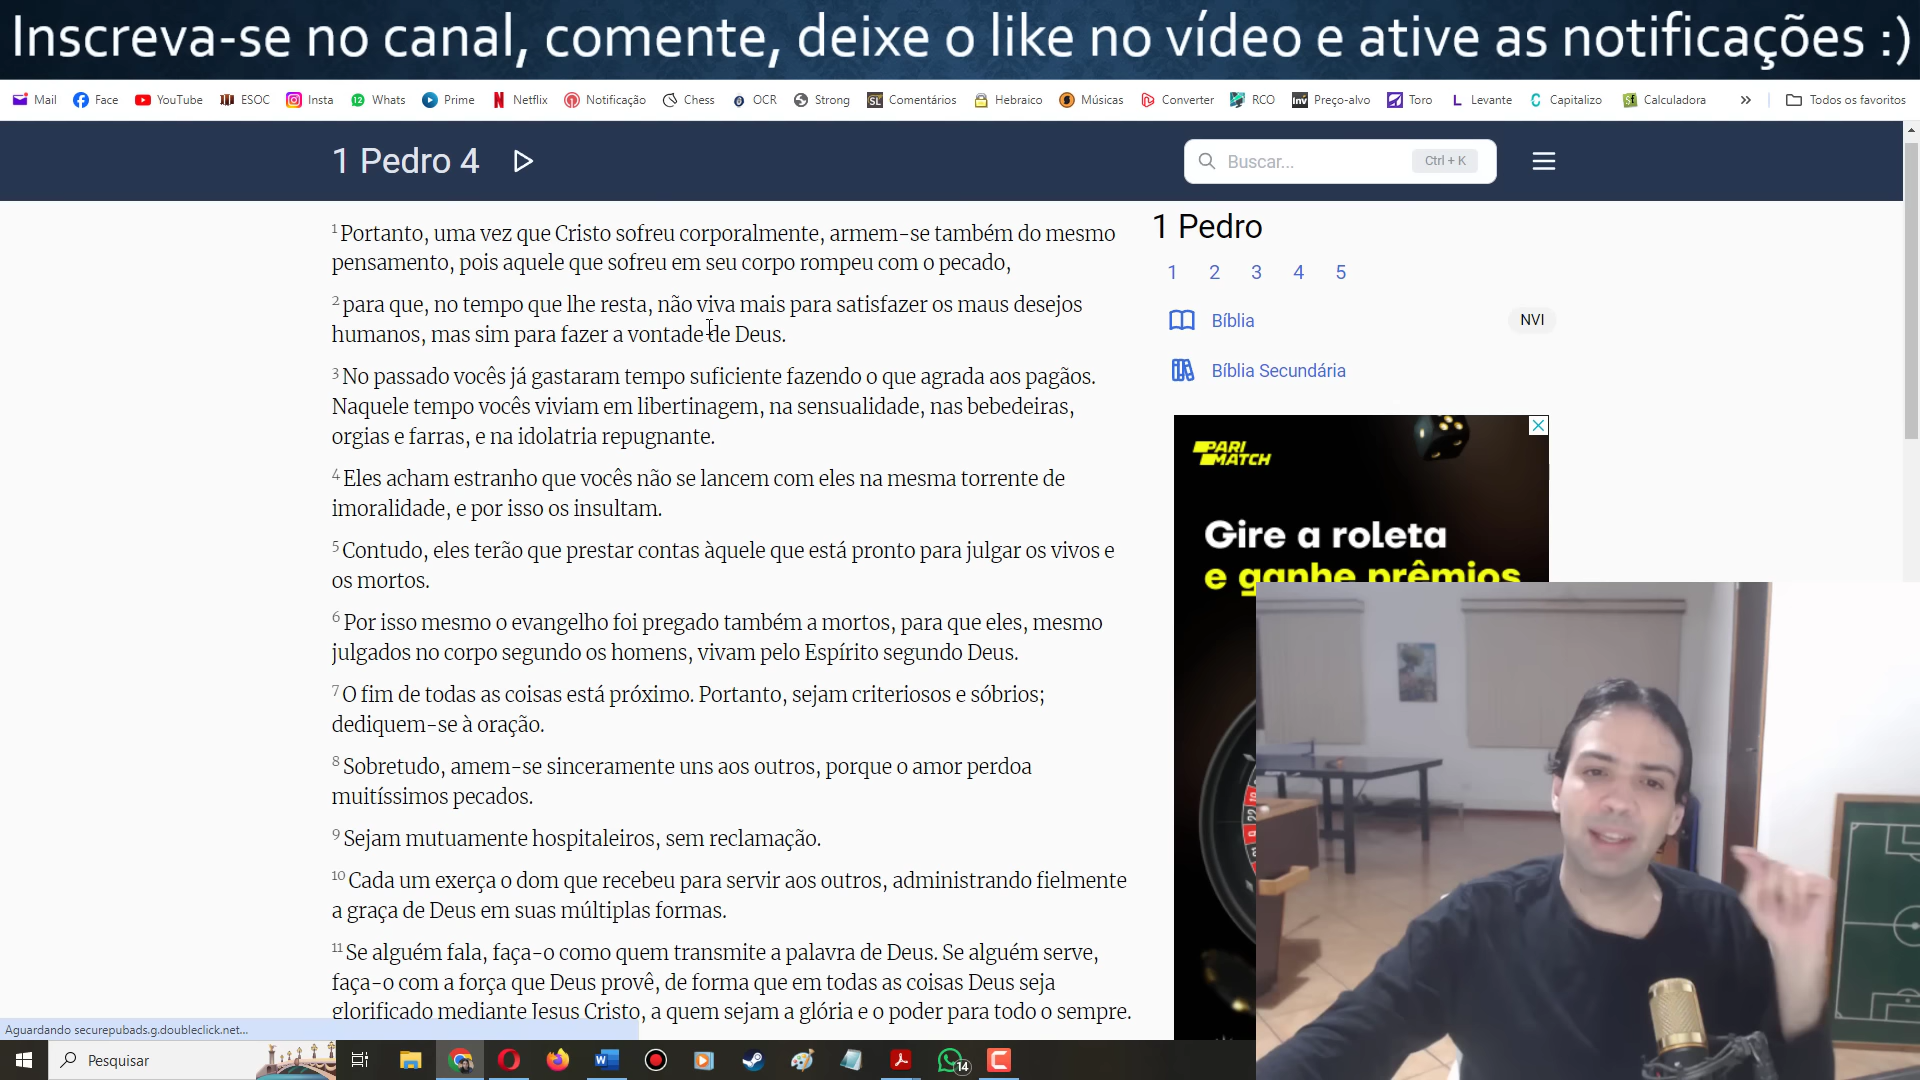 Inscreva-se no canal, comente, deixe o like no vídeo e ative as notificações :)
Mail Face YouTube ESOC Insta Whats Prime Netflix Notificação Chess OCR Strong Comentários Hebraico Músicas Converter RCO Preço-alvo Toro Levante Capitalizo Calculadora » Todos os favoritos
1 Pedro 4
Buscar...
Ctrl + K
1 Portanto, uma vez que Cristo sofreu corporalmente, armem-se também do mesmo
pensamento, pois aquele que sofreu em seu corpo rompeu com o pecado,
2 para que, no tempo que lhe resta, não viva mais para satisfazer os maus desejos
humanos, mas sim para fazer a vontade de Deus.
3 No passado vocês já gastaram tempo suficiente fazendo o que agrada aos pagãos.
Naquele tempo vocês viviam em libertinagem, na sensualidade, nas bebedeiras,
orgias e farras, e na idolatria repugnante.
4 Eles acham estranho que vocês não se lancem com eles na mesma torrente de
imoralidade, e por isso os insultam.
5 Contudo, eles terão que prestar contas àquele que está pronto para julgar os vivos e
os mortos.
6 Por isso mesmo o evangelho foi pregado também a mortos, para que eles, mesmo
julgados no corpo segundo os homens, vivam pelo Espírito segundo Deus.
7 O fim de todas as coisas está próximo. Portanto, sejam criteriosos e sóbrios;
dediquem-se à oração.
8 Sobretudo, amem-se sinceramente uns aos outros, porque o amor perdoa
muitíssimos pecados.
9 Sejam mutuamente hospitaleiros, sem reclamação.
10 Cada um exerça o dom que recebeu para servir aos outros, administrando fielmente
a graça de Deus em suas múltiplas formas.
11 Se alguém fala, faça-o como quem transmite a palavra de Deus. Se alguém serve,
faça-o com a força que Deus provê, de forma que em todas as coisas Deus seja
glorificado mediante Jesus Cristo, a quem sejam a glória e o poder para todo o sempre.
1 Pedro
1 2 3 4 5
Bíblia
NVI
Bíblia Secundária
PARI
MATCH
Gire a roleta
e ganhe prêmios
Aguardando securepubads.g.doubleclick.net...
Pesquisar
14